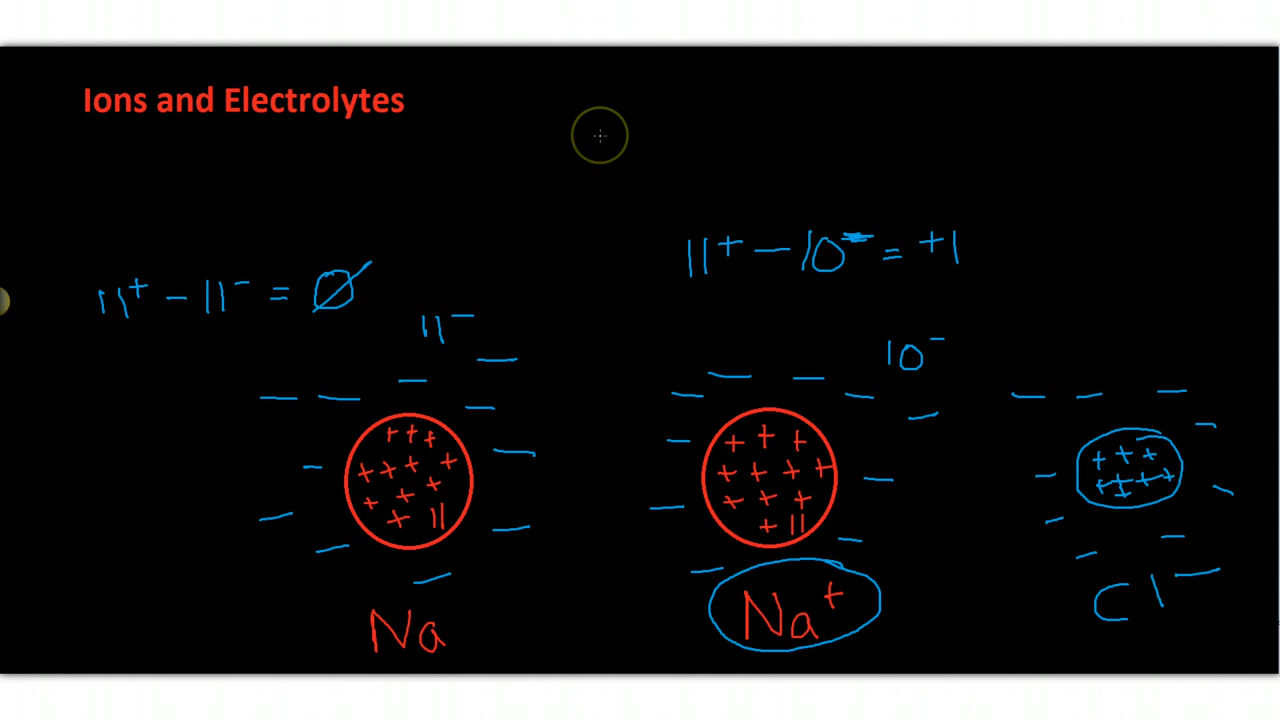 Ions and Electrolytes
11⁺ − 11⁻ = ∅
11⁻
11
Na
11⁺ − 10⁻ = +1
10⁻
11
Na⁺
Cl⁻